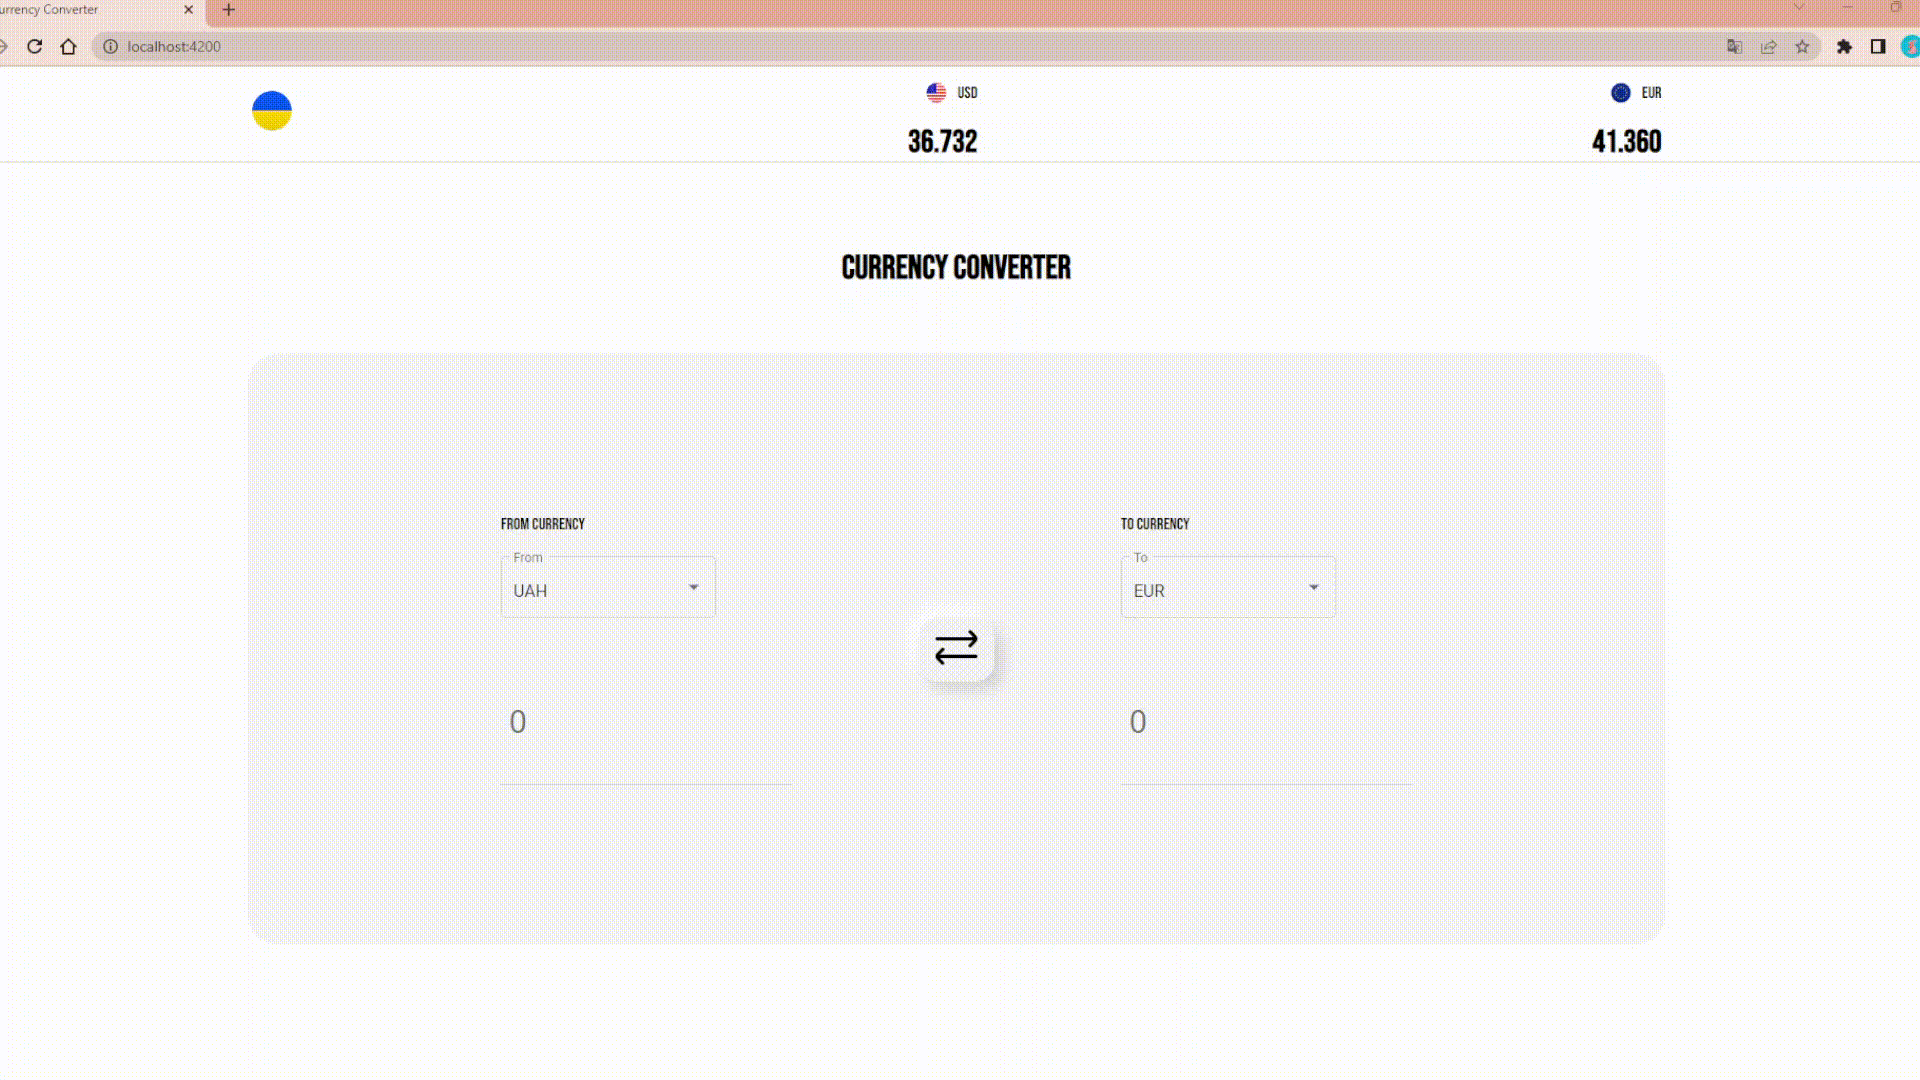 urrency Converter
localhost:4200
USD
EUR
36.732
41.360
CURRENCY CONVERTER
FROM CURRENCY
TO CURRENCY
From
To
UAH
EUR
0
0